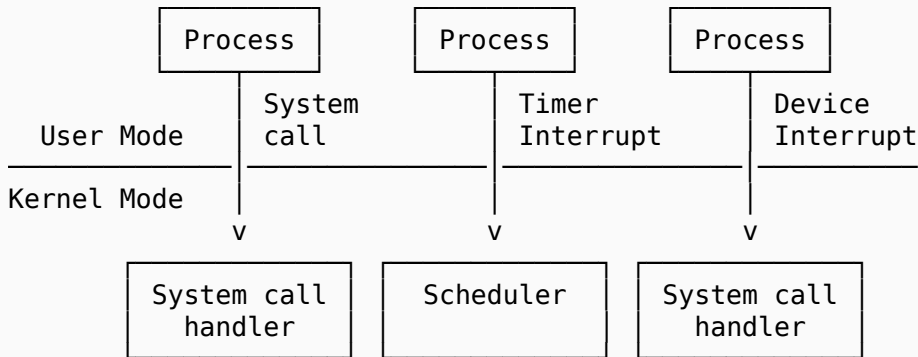 Process Process Process
System Timer Device
User Mode call Interrupt Interrupt
Kernel Mode
v v v
System call Scheduler System call
handler handler